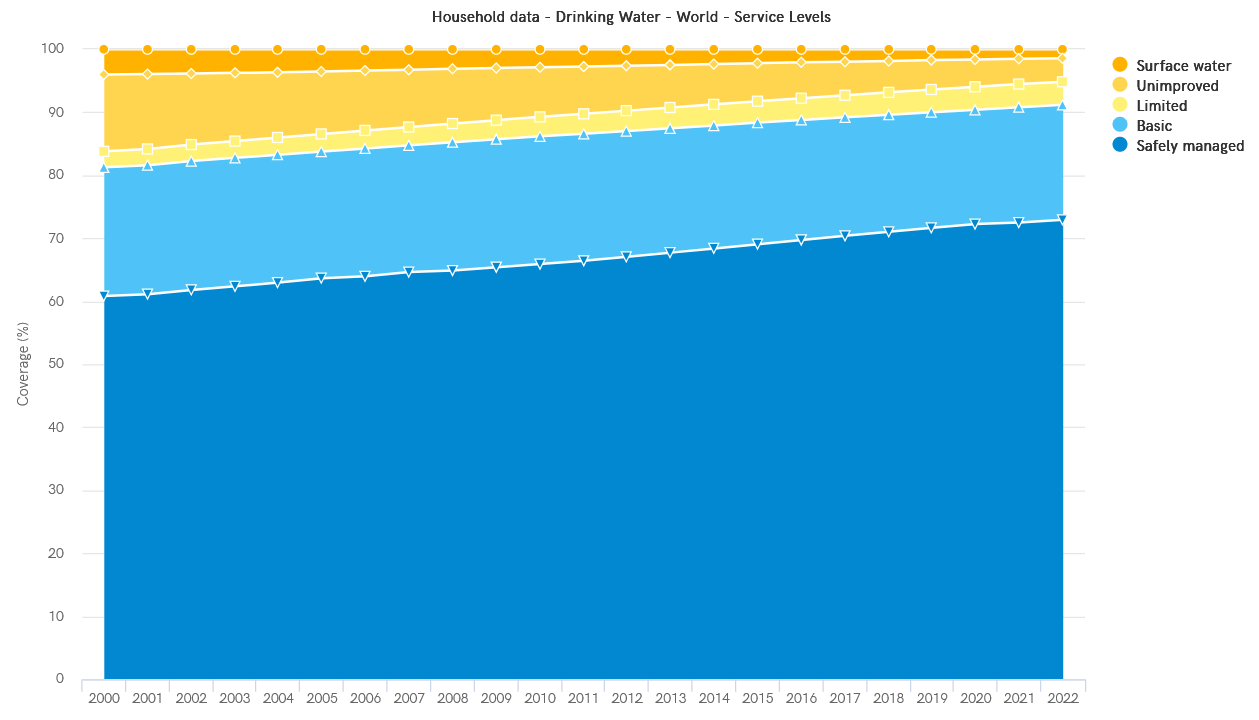 Household data - Drinking Water - World - Service Levels
100
90
80
70
60
50
40
30
20
10
0
Coverage (%)
2000 2001 2002 2003 2004 2005 2006 2007 2008 2009 2010 2011 2012 2013 2014 2015 2016 2017 2018 2019 2020 2021 2022
Surface water
Unimproved
Limited
Basic
Safely managed